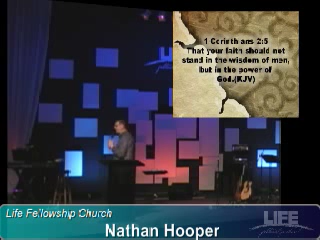 1 Corinthians 2:5
That your faith should not
stand in the wisdom of men,
but in the power of
God.(KJV)
Life Fellowship Church
LIFE
Nathan Hooper